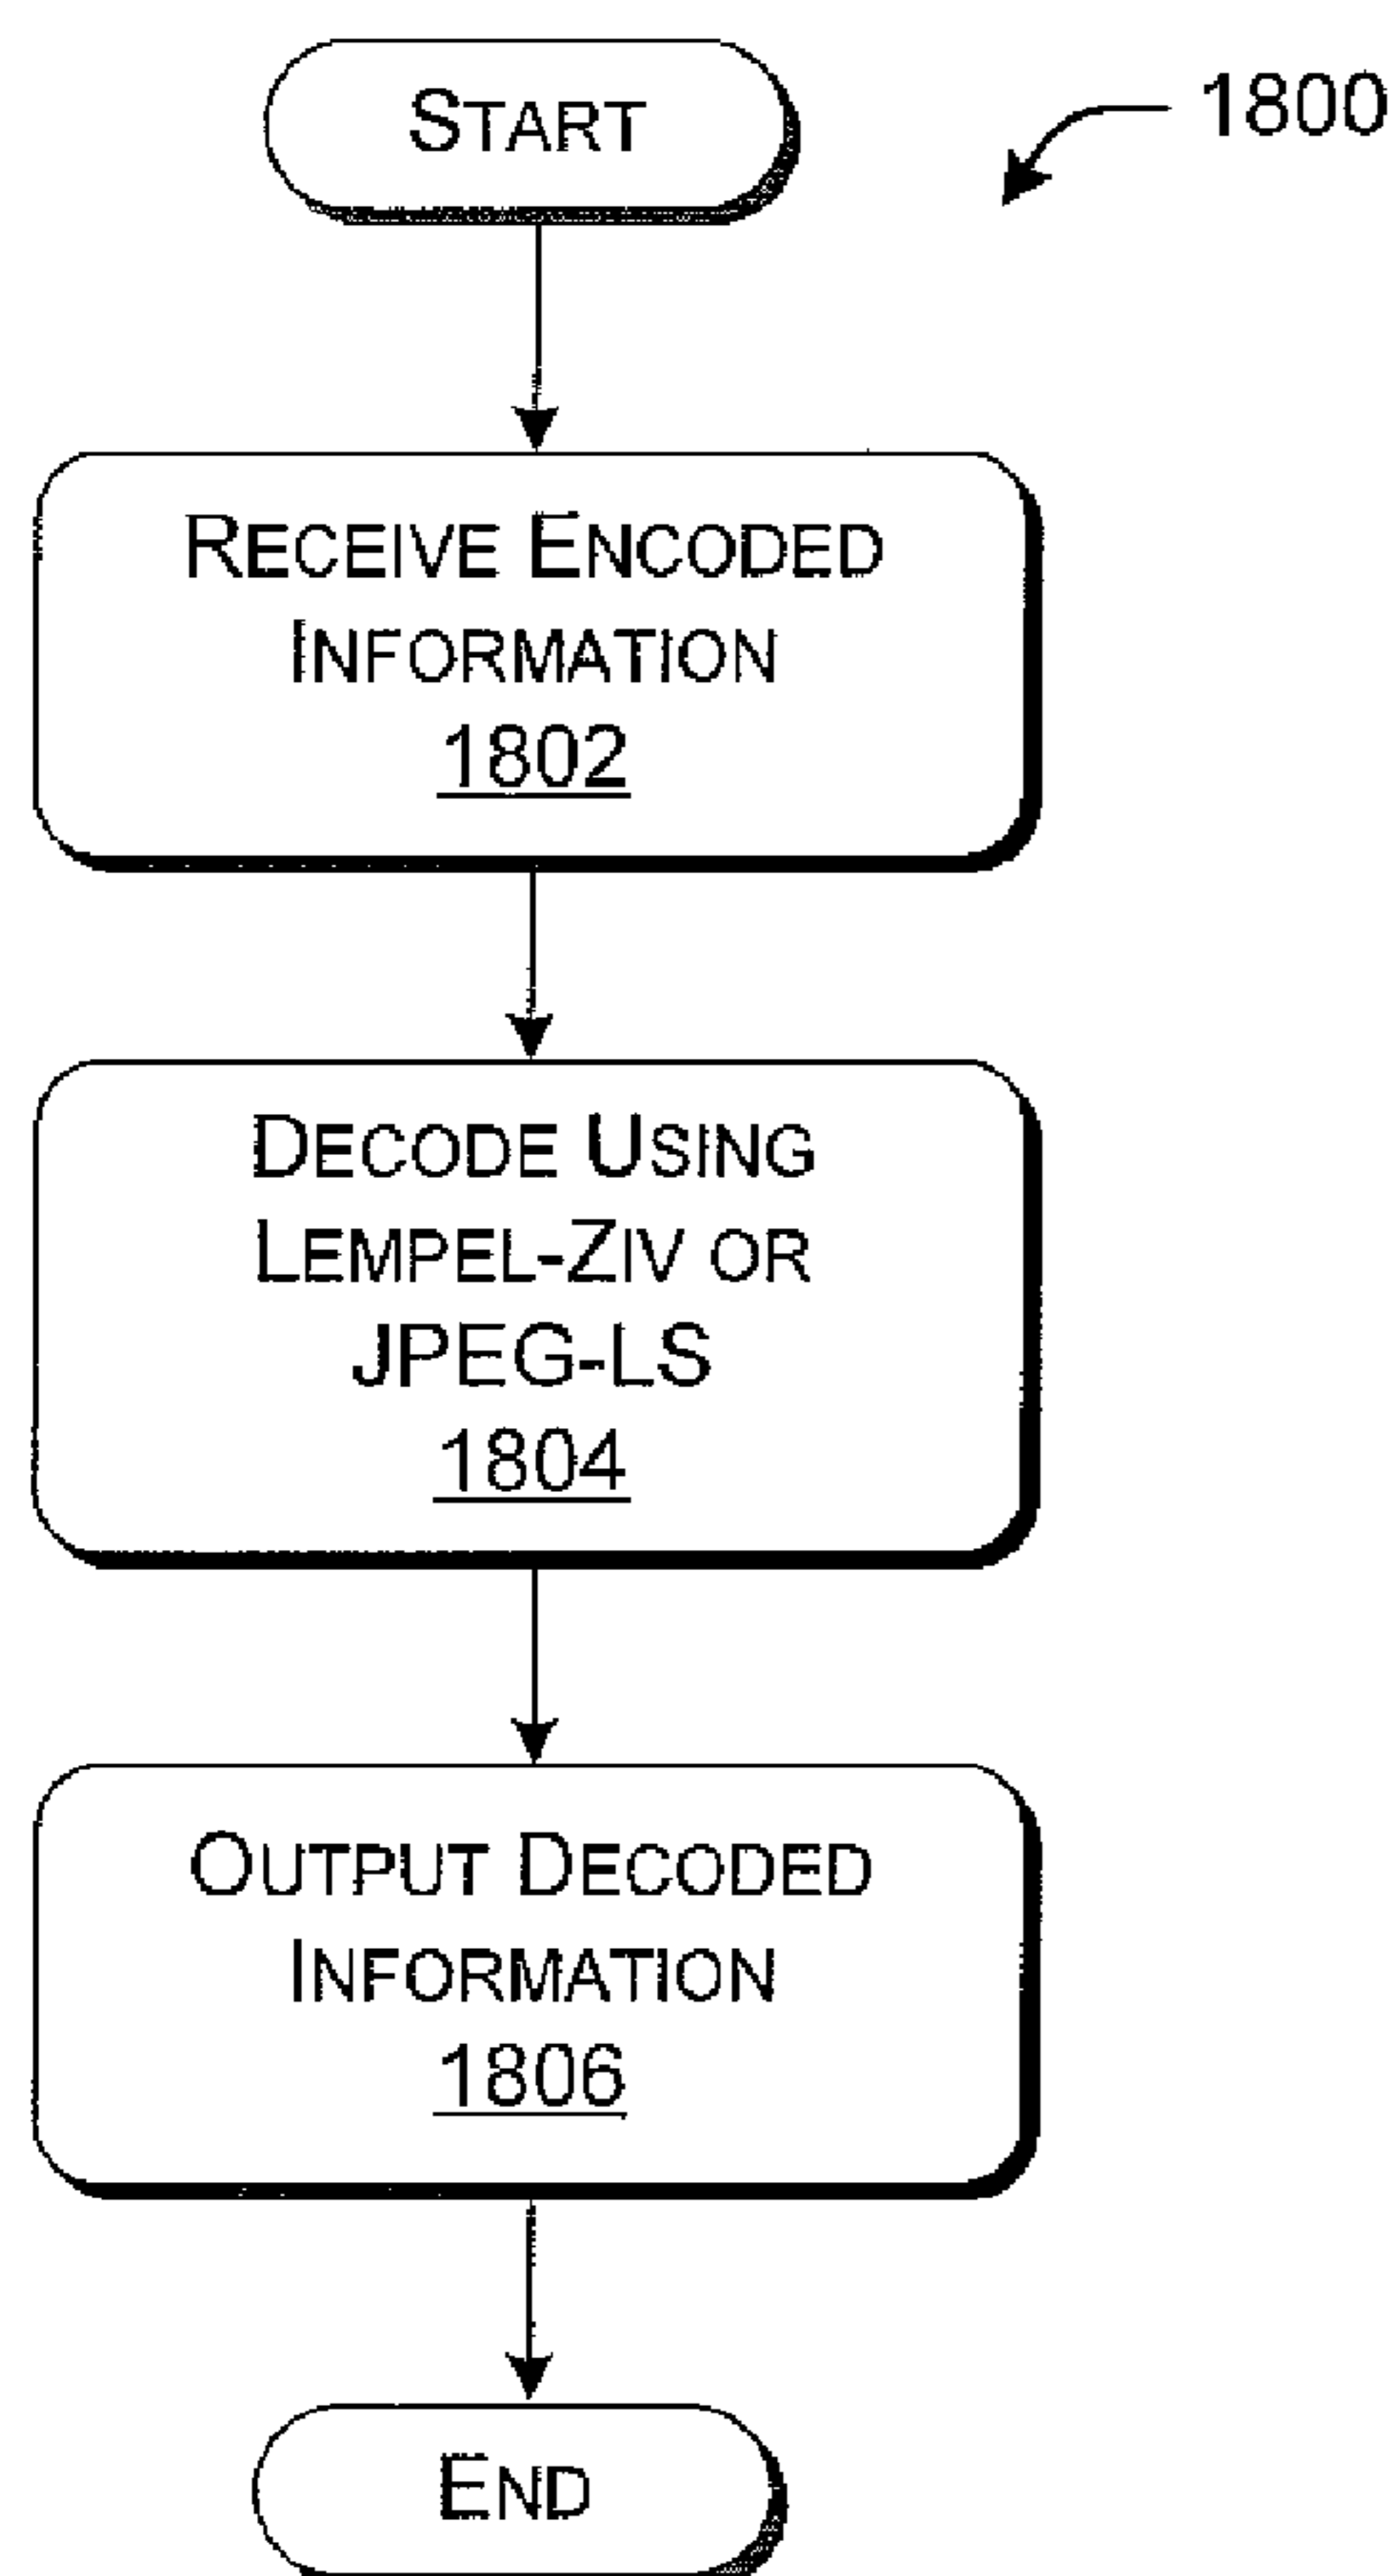 START
1800
RECEIVE ENCODED
INFORMATION
1802
DECODE USING
LEMPEL-ZIV OR
JPEG-LS
1804
OUTPUT DECODED
INFORMATION
1806
END